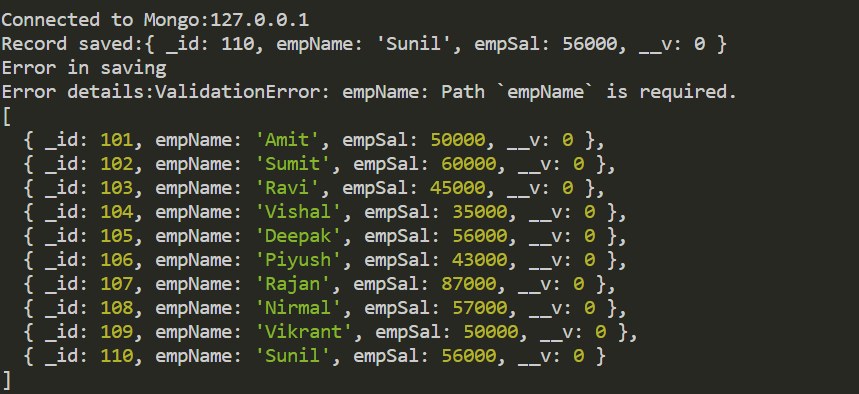 Connected to Mongo:127.0.0.1
Record saved:{ _id: 110, empName: 'Sunil', empSal: 56000, __v: 0 }
Error in saving
Error details:ValidationError: empName: Path `empName` is required.
[
  { _id: 101, empName: 'Amit', empSal: 50000, __v: 0 },
  { _id: 102, empName: 'Sumit', empSal: 60000, __v: 0 },
  { _id: 103, empName: 'Ravi', empSal: 45000, __v: 0 },
  { _id: 104, empName: 'Vishal', empSal: 35000, __v: 0 },
  { _id: 105, empName: 'Deepak', empSal: 56000, __v: 0 },
  { _id: 106, empName: 'Piyush', empSal: 43000, __v: 0 },
  { _id: 107, empName: 'Rajan', empSal: 87000, __v: 0 },
  { _id: 108, empName: 'Nirmal', empSal: 57000, __v: 0 },
  { _id: 109, empName: 'Vikrant', empSal: 50000, __v: 0 },
  { _id: 110, empName: 'Sunil', empSal: 56000, __v: 0 }
]